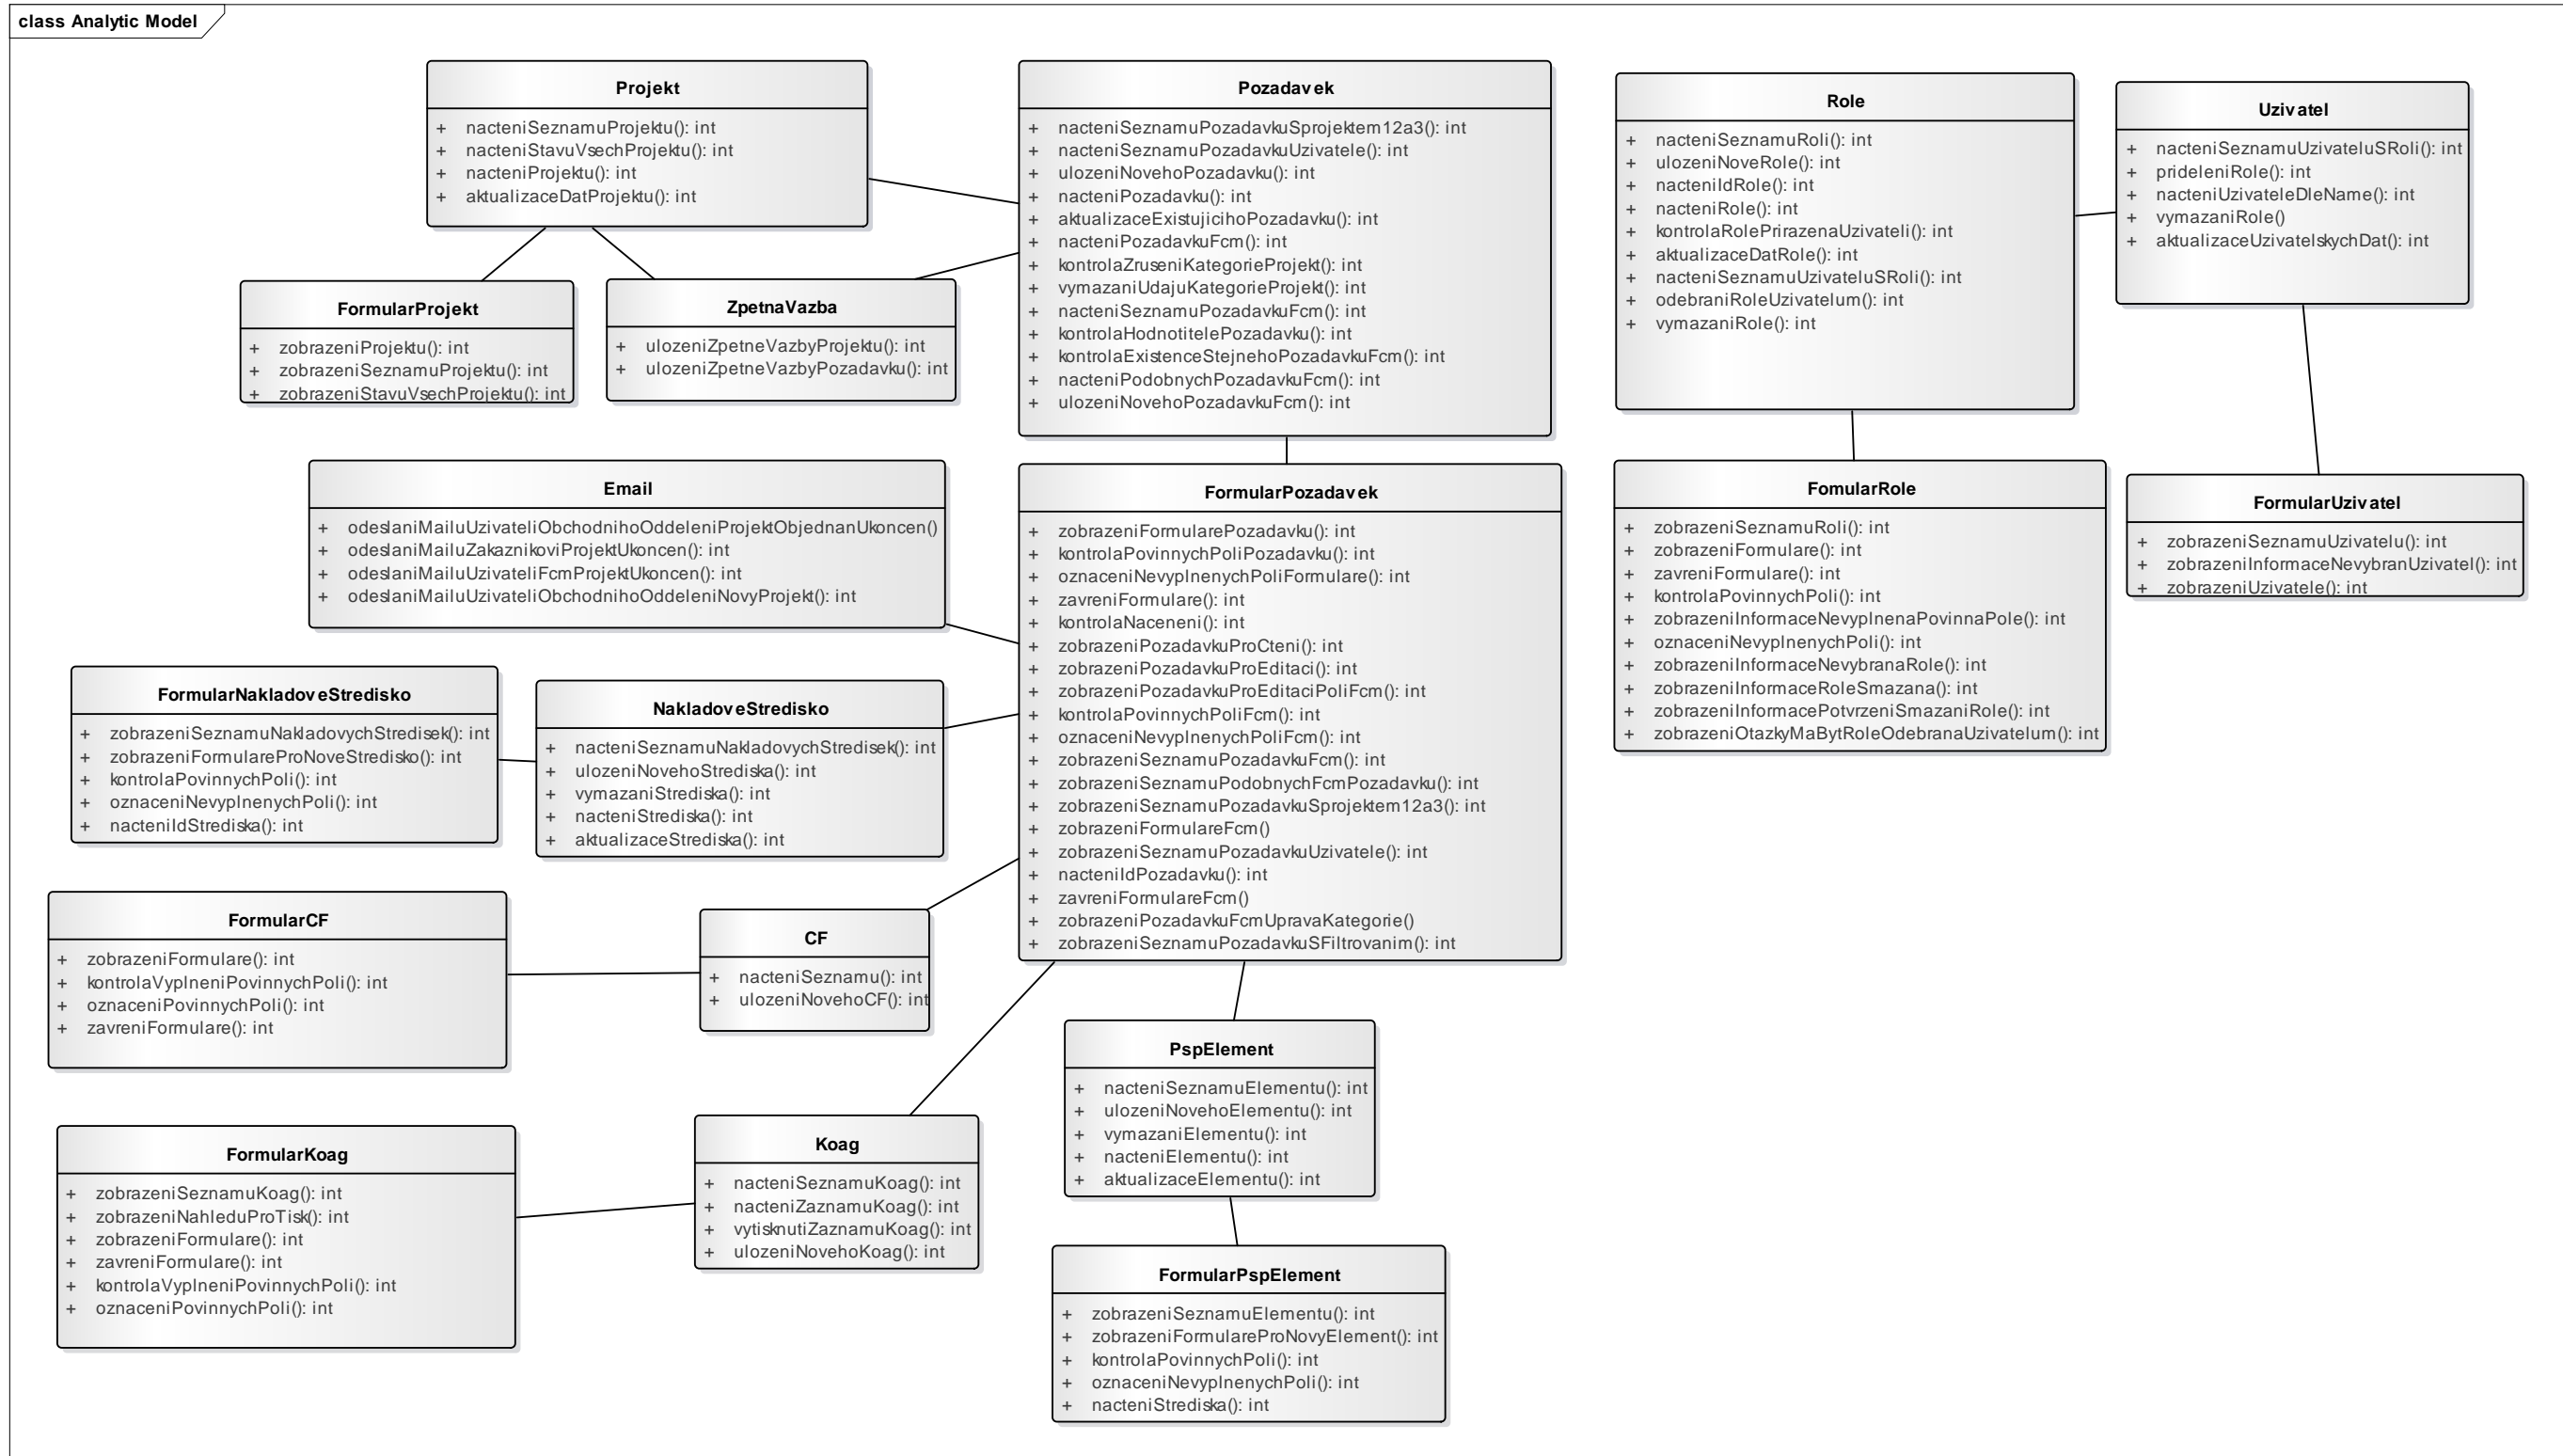 class Analytic Model
Projekt
+ nacteniSeznamuProjektu(): int
+ nacteniStavuVsechProjektu(): int
+ nacteniProjektu(): int
+ aktualizaceDatProjektu(): int
Pozadavek
+ nacteniSeznamuPozadavkuSprojektem12a3(): int
+ nacteniSeznamuPozadavkuUzivatele(): int
+ ulozeniNovehoPozadavku(): int
+ nacteniPozadavku(): int
+ aktualizaceExistujicihoPozadavku(): int
+ nacteniPozadavkuFcm(): int
+ kontrolaZruseniKategorieProjekt(): int
+ vymazaniUdajuKategorieProjekt(): int
+ nacteniSeznamuPozadavkuFcm(): int
+ kontrolaHodnotitelePozadavku(): int
+ kontrolaExistenceStejnehoPozadavkuFcm(): int
+ nacteniPodobnychPozadavkuFcm(): int
+ ulozeniNovehoPozadavkuFcm(): int
Role
+ nacteniSeznamuRoli(): int
+ ulozeniNoveRole(): int
+ nacteniIdRole(): int
+ nacteniRole(): int
+ kontrolaRolePrirazenaUzivateli(): int
+ aktualizaceDatRole(): int
+ nacteniSeznamuUzivateluSRoli(): int
+ odebraniRoleUzivatelum(): int
+ vymazaniRole(): int
Uzivatel
+ nacteniSeznamuUzivateluSRoli(): int
+ prideleniRole(): int
+ nacteniUzivateleDleName(): int
+ vymazaniRole()
+ aktualizaceUzivatelskychDat(): int
FormularProjekt
+ zobrazeniProjektu(): int
+ zobrazeniSeznamuProjektu(): int
+ zobrazeniStavuVsechProjektu(): int
ZpetnaVazba
+ ulozeniZpetneVazbyProjektu(): int
+ ulozeniZpetneVazbyPozadavku(): int
Email
+ odeslaniMailuUzivateliObchodnihoOddeleniProjektObjednanUkoncen()
+ odeslaniMailuZakaznikoviProjektUkoncen(): int
+ odeslaniMailuUzivateliFcmProjektUkoncen(): int
+ odeslaniMailuUzivateliObchodnihoOddeleniNovyProjekt(): int
FormularPozadavek
+ zobrazeniFormularePozadavku(): int
+ kontrolaPovinnychPoliPozadavku(): int
+ oznaceniNevyplnenychPoliFormulare(): int
+ zavreniFormulare(): int
+ kontrolaNaceneni(): int
+ zobrazeniPozadavkuProCteni(): int
+ zobrazeniPozadavkuProEditaci(): int
+ zobrazeniPozadavkuProEditaciPoliFcm(): int
+ kontrolaPovinnychPoliFcm(): int
+ oznaceniNevyplnenychPoliFcm(): int
+ zobrazeniSeznamuPozadavkuFcm(): int
+ zobrazeniSeznamuPodobnychFcmPozadavku(): int
+ zobrazeniSeznamuPozadavkuSprojektem12a3(): int
+ zobrazeniFormulareFcm()
+ zobrazeniSeznamuPozadavkuUzivatele(): int
+ nacteniIdPozadavku(): int
+ zavreniFormulareFcm()
+ zobrazeniPozadavkuFcmUpravaKategorie()
+ zobrazeniSeznamuPozadavkuSFiltrovanim(): int
FomularRole
+ zobrazeniSeznamuRoli(): int
+ zobrazeniFormulare(): int
+ zavreniFormulare(): int
+ kontrolaPovinnychPoli(): int
+ zobrazeniInformaceNevyplnenaPovinnaPole(): int
+ oznaceniNevyplnenychPoli(): int
+ zobrazeniInformaceNevybranaRole(): int
+ zobrazeniInformaceRoleSmazana(): int
+ zobrazeniInformacePotvrzeniSmazaniRole(): int
+ zobrazeniOtazkyMaBytRoleOdebranaUzivatelum(): int
FormularUzivatel
+ zobrazeniSeznamuUzivatelu(): int
+ zobrazeniInformaceNevybranUzivatel(): int
+ zobrazeniUzivatele(): int
FormularNakladoveStredisko
+ zobrazeniSeznamuNakladovychStredisek(): int
+ zobrazeniFormulareProNoveStredisko(): int
+ kontrolaPovinnychPoli(): int
+ oznaceniNevyplnenychPoli(): int
+ nacteniIdStrediska(): int
NakladoveStredisko
+ nacteniSeznamuNakladovychStredisek(): int
+ ulozeniNovehoStrediska(): int
+ vymazaniStrediska(): int
+ nacteniStrediska(): int
+ aktualizaceStrediska(): int
FormularCF
+ zobrazeniFormulare(): int
+ kontrolaVyplneniPovinnychPoli(): int
+ oznaceniPovinnychPoli(): int
+ zavreniFormulare(): int
CF
+ nacteniSeznamu(): int
+ ulozeniNovehoCF(): int
PspElement
+ nacteniSeznamuElementu(): int
+ ulozeniNovehoElementu(): int
+ vymazaniElementu(): int
+ nacteniElementu(): int
+ aktualizaceElementu(): int
FormularKoag
+ zobrazeniSeznamuKoag(): int
+ zobrazeniNahleduProTisk(): int
+ zobrazeniFormulare(): int
+ zavreniFormulare(): int
+ kontrolaVyplneniPovinnychPoli(): int
+ oznaceniPovinnychPoli(): int
Koag
+ nacteniSeznamuKoag(): int
+ nacteniZaznamuKoag(): int
+ vytisknutiZaznamuKoag(): int
+ ulozeniNovehoKoag(): int
FormularPspElement
+ zobrazeniSeznamuElementu(): int
+ zobrazeniFormulareProNovyElement(): int
+ kontrolaPovinnychPoli(): int
+ oznaceniNevyplnenychPoli(): int
+ nacteniStrediska(): int